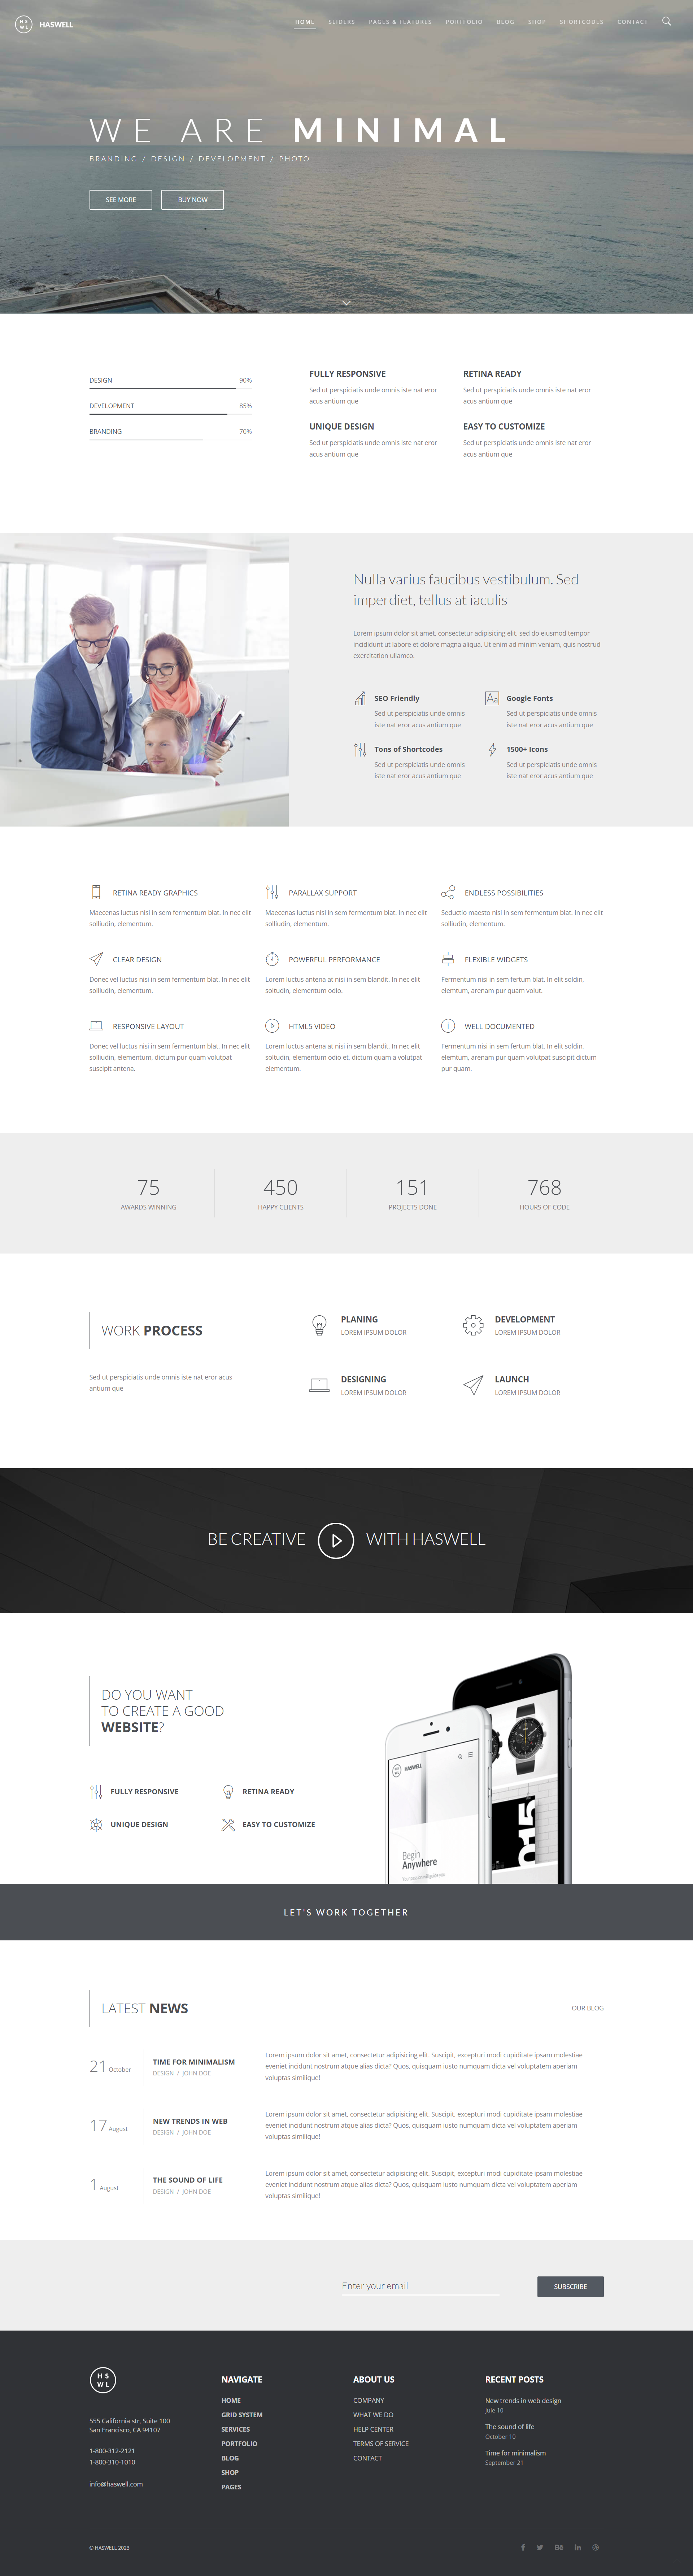 HS
WL
HASWELL
HOME SLIDERS PAGES & FEATURES PORTFOLIO BLOG SHOP SHORTCODES CONTACT
WE ARE MINIMAL
BRANDING / DESIGN / DEVELOPMENT / PHOTO
SEE MORE BUY NOW
DESIGN 90%
DEVELOPMENT 85%
BRANDING 70%
FULLY RESPONSIVE
Sed ut perspiciatis unde omnis iste nat eror
acus antium que
RETINA READY
Sed ut perspiciatis unde omnis iste nat eror
acus antium que
UNIQUE DESIGN
Sed ut perspiciatis unde omnis iste nat eror
acus antium que
EASY TO CUSTOMIZE
Sed ut perspiciatis unde omnis iste nat eror
acus antium que
Nulla varius faucibus vestibulum. Sed
imperdiet, tellus at iaculis
Lorem ipsum dolor sit amet, consectetur adipisicing elit, sed do eiusmod tempor
incididunt ut labore et dolore magna aliqua. Ut enim ad minim veniam, quis nostrud
exercitation ullamco.
SEO Friendly
Sed ut perspiciatis unde omnis
iste nat eror acus antium que
Aa
Google Fonts
Sed ut perspiciatis unde omnis
iste nat eror acus antium que
Tons of Shortcodes
Sed ut perspiciatis unde omnis
iste nat eror acus antium que
1500+ Icons
Sed ut perspiciatis unde omnis
iste nat eror acus antium que
RETINA READY GRAPHICS
Maecenas luctus nisi in sem fermentum blat. In nec elit
solliudin, elementum.
PARALLAX SUPPORT
Maecenas luctus nisi in sem fermentum blat. In nec elit
solliudin, elementum.
ENDLESS POSSIBILITIES
Seductio maesto nisi in sem fermentum blat. In nec elit
solliudin, elementum.
CLEAR DESIGN
Donec vel luctus nisi in sem fermentum blat. In nec elit
solliudin, elementum.
POWERFUL PERFORMANCE
Lorem luctus antena at nisi in sem blandit. In nec elit
soltudin, elementum odio.
FLEXIBLE WIDGETS
Fermentum nisi in sem fertum blat. In elit soldin,
elemtum, arenam pur quam volut.
RESPONSIVE LAYOUT
Donec vel luctus nisi in sem fermentum blat. In nec elit
solliudin, elementum, dictum pur quam volutpat
suscipit antena.
HTML5 VIDEO
Lorem luctus antena at nisi in sem blandit. In nec elit
soltudin, elementum odio et, dictum quam a volutpat
elementum.
WELL DOCUMENTED
Fermentum nisi in sem fertum blat. In elit soldin,
elemtum, arenam pur quam volutpat suscipit dictum
pur quam.
75
AWARDS WINNING
450
HAPPY CLIENTS
151
PROJECTS DONE
768
HOURS OF CODE
WORK PROCESS
Sed ut perspiciatis unde omnis iste nat eror acus
antium que
PLANING
LOREM IPSUM DOLOR
DEVELOPMENT
LOREM IPSUM DOLOR
DESIGNING
LOREM IPSUM DOLOR
LAUNCH
LOREM IPSUM DOLOR
BE CREATIVE WITH HASWELL
DO YOU WANT
TO CREATE A GOOD
WEBSITE?
FULLY RESPONSIVE
RETINA READY
UNIQUE DESIGN
EASY TO CUSTOMIZE
HASWELL
Begin
Anywhere
LET'S WORK TOGETHER
LATEST NEWS
OUR BLOG
21 October
TIME FOR MINIMALISM
DESIGN / JOHN DOE
Lorem ipsum dolor sit amet, consectetur adipisicing elit. Suscipit, excepturi modi cupiditate ipsam molestiae
eveniet incidunt nostrum atque alias dicta? Quos, quisquam iusto numquam dicta vel voluptatem aperiam
voluptas similique!
17 August
NEW TRENDS IN WEB
DESIGN / JOHN DOE
Lorem ipsum dolor sit amet, consectetur adipisicing elit. Suscipit, excepturi modi cupiditate ipsam molestiae
eveniet incidunt nostrum atque alias dicta? Quos, quisquam iusto numquam dicta vel voluptatem aperiam
voluptas similique!
1 August
THE SOUND OF LIFE
DESIGN / JOHN DOE
Lorem ipsum dolor sit amet, consectetur adipisicing elit. Suscipit, excepturi modi cupiditate ipsam molestiae
eveniet incidunt nostrum atque alias dicta? Quos, quisquam iusto numquam dicta vel voluptatem aperiam
voluptas similique!
Enter your email
SUBSCRIBE
HS
WL
555 California str, Suite 100
San Francisco, CA 94107
1-800-312-2121
1-800-310-1010
info@haswell.com
NAVIGATE
HOME
GRID SYSTEM
SERVICES
PORTFOLIO
BLOG
SHOP
PAGES
ABOUT US
COMPANY
WHAT WE DO
HELP CENTER
TERMS OF SERVICE
CONTACT
RECENT POSTS
New trends in web design
Jule 10
The sound of life
October 10
Time for minimalism
September 21
© HASWELL 2023